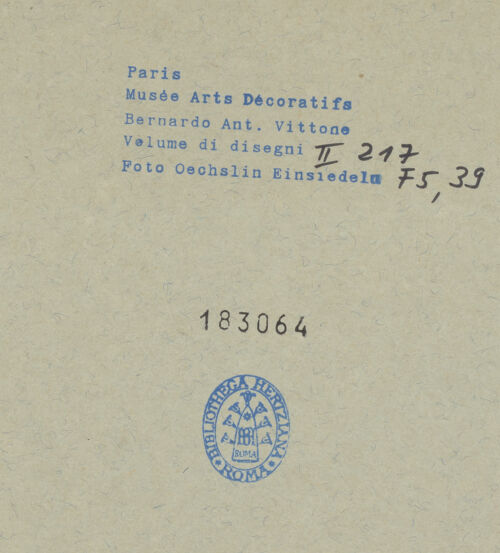 Paris
Musée Arts Décoratifs
Bernardo Ant. Vittone
Volume di disegni II 217
Foto Oechslin Einsiedeln F5, 39
183064
BIBLIOTHECA HERTZIANA
ROMA
ROMA